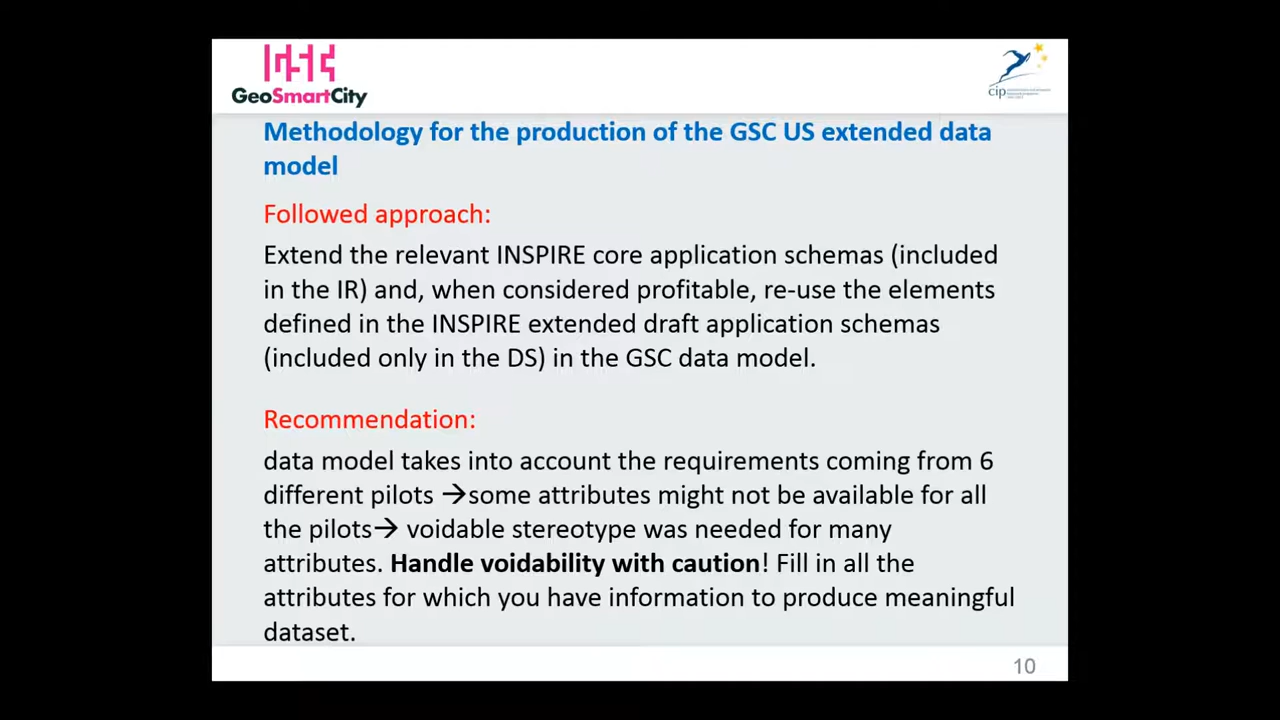 GeoSmartCity
cip
Methodology for the production of the GSC US extended data
model
Followed approach:
Extend the relevant INSPIRE core application schemas (included
in the IR) and, when considered profitable, re-use the elements
defined in the INSPIRE extended draft application schemas
(included only in the DS) in the GSC data model.
Recommendation:
data model takes into account the requirements coming from 6
different pilots →some attributes might not be available for all
the pilots→ voidable stereotype was needed for many
attributes. Handle voidability with caution! Fill in all the
attributes for which you have information to produce meaningful
dataset.
10